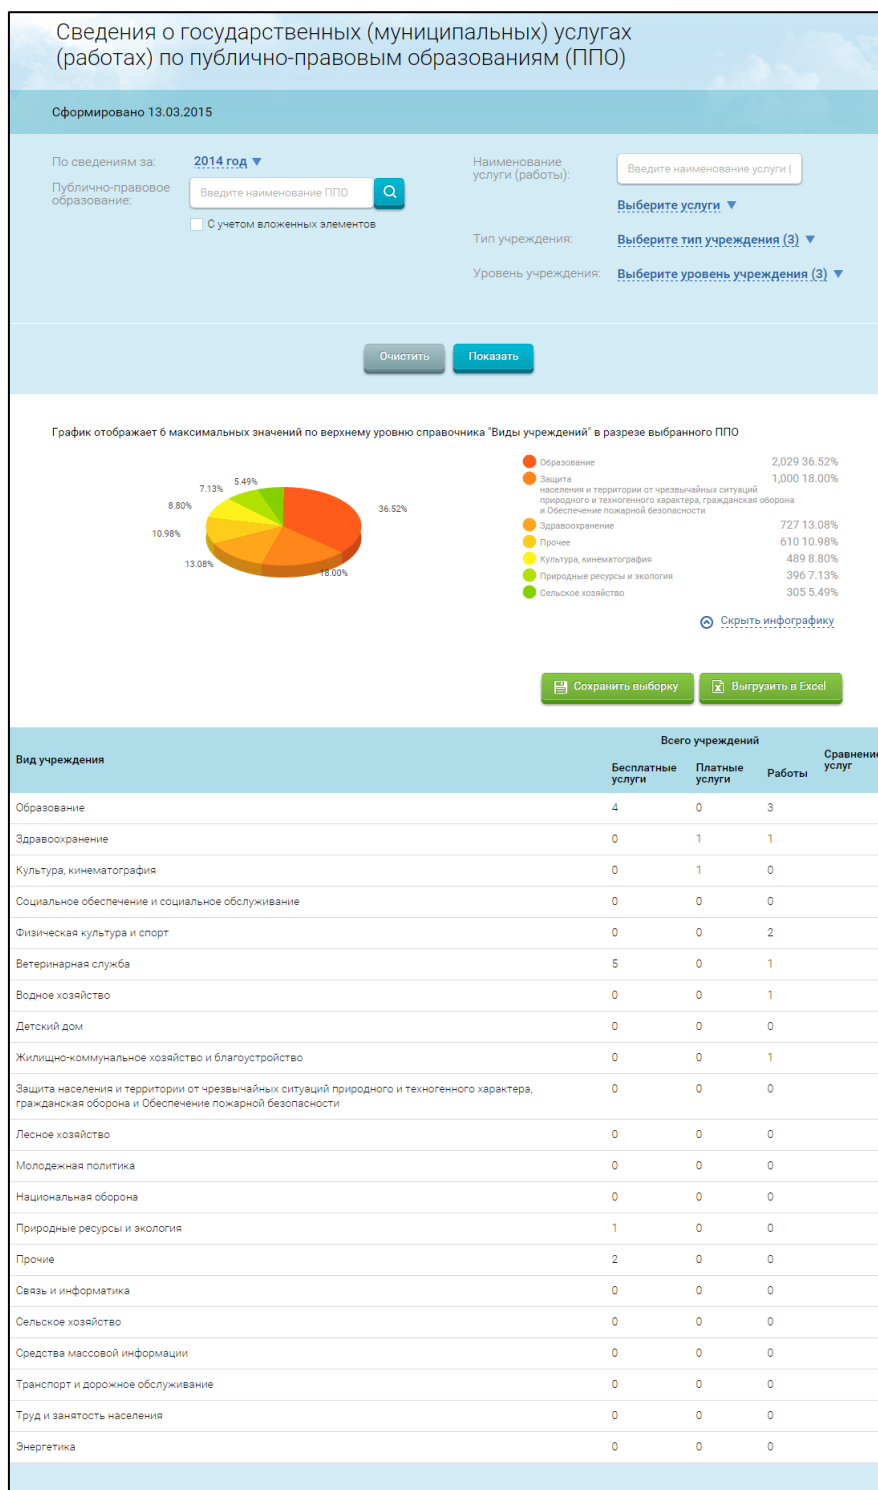 Сведения о государственных (муниципальных) услугах
(работах) по публично-правовым образованиям (ППО)
Сформировано 13.03.2015
По сведениям за: 2014 год
Публично-правовое
образование:
Введите наименование ППО
С учетом вложенных элементов
Наименование
услуги (работы):
Введите наименование услуги (
Выберите услуги
Тип учреждения: Выберите тип учреждения (3)
Уровень учреждения: Выберите уровень учреждения (3)
Очистить Показать
График отображает 6 максимальных значений по верхнему уровню справочника "Виды учреждений" в разрезе выбранного ППО
5.49%
7.13%
8.80%
36.52%
10.98%
13.08%
18.00%
Образование 2,029 36.52%
Защита 1,000 18.00%
населения и территории от чрезвычайных ситуаций
природного и техногенного характера, гражданская оборона
и Обеспечение пожарной безопасности
Здравоохранение 727 13.08%
Прочее 610 10.98%
Культура, кинематография 489 8.80%
Природные ресурсы и экология 396 7.13%
Сельское хозяйство 305 5.49%
Скрыть инфографику
Сохранить выборку Выгрузить в Excel
Вид учреждения
Всего учреждений
Бесплатные
услуги
Платные
услуги
Работы
Сравнение
услуг
Образование 4 0 3
Здравоохранение 0 1 1
Культура, кинематография 0 1 0
Социальное обеспечение и социальное обслуживание 0 0 0
Физическая культура и спорт 0 0 2
Ветеринарная служба 5 0 1
Водное хозяйство 0 0 1
Детский дом 0 0 0
Жилищно-коммунальное хозяйство и благоустройство 0 0 1
Защита населения и территории от чрезвычайных ситуаций природного и техногенного характера, 0 0 0
гражданская оборона и Обеспечение пожарной безопасности
Лесное хозяйство 0 0 0
Молодежная политика 0 0 0
Национальная оборона 0 0 0
Природные ресурсы и экология 1 0 0
Прочие 2 0 0
Связь и информатика 0 0 0
Сельское хозяйство 0 0 0
Средства массовой информации 0 0 0
Транспорт и дорожное обслуживание 0 0 0
Труд и занятость населения 0 0 0
Энергетика 0 0 0